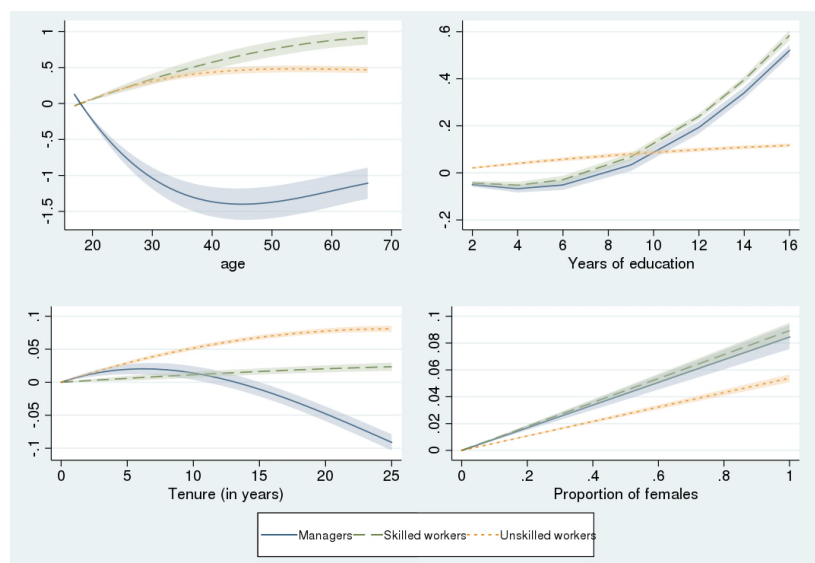 1
.5
0
-.5
-1
-1.5
20 30 40 50 60 70
age
.6
.4
.2
0
-.2
2 4 6 8 10 12 14 16
Years of education
.1
.05
0
-.05
-.1
0 5 10 15 20 25
Tenure (in years)
.1
.08
.06
.04
.02
0
0 .2 .4 .6 .8 1
Proportion of females
Managers Skilled workers Unskilled workers